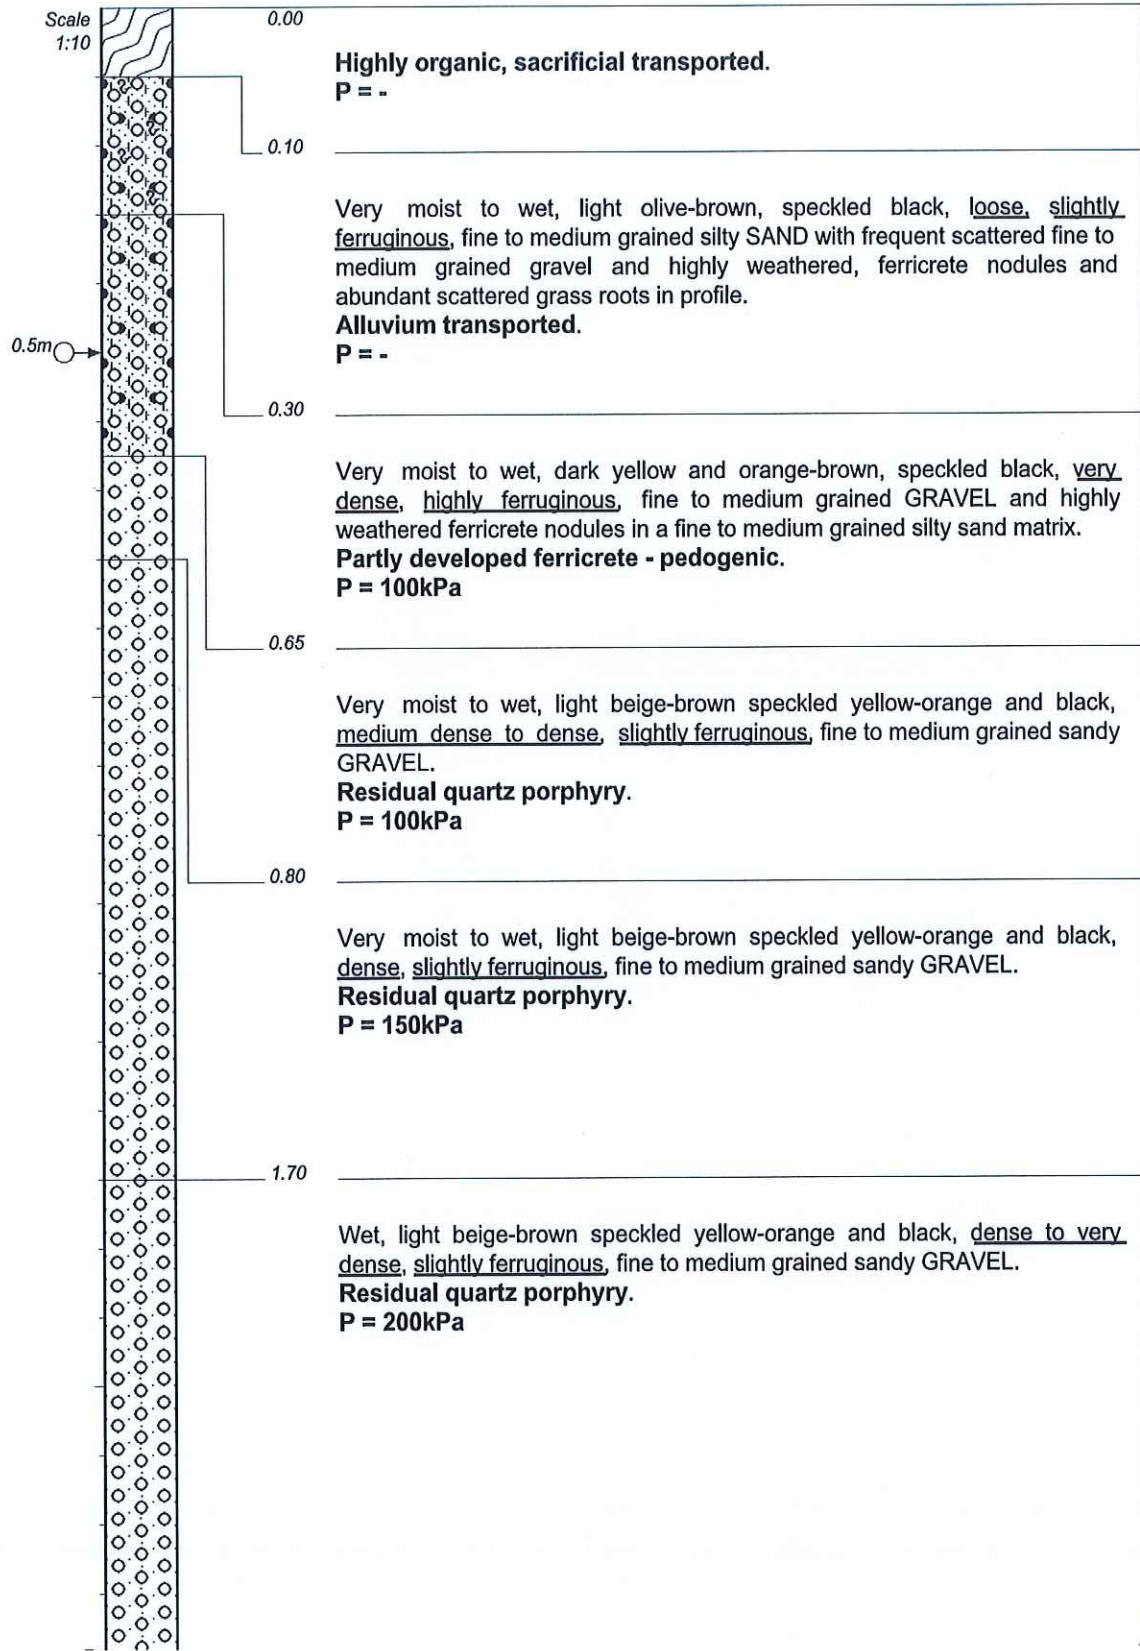 Scale
1:10
0.00
Highly organic, sacrificial transported.
P = -
0.10
Very moist to wet, light olive-brown, speckled black, loose, slightly
ferruginous, fine to medium grained silty SAND with frequent scattered fine to
medium grained gravel and highly weathered, ferricrete nodules and
abundant scattered grass roots in profile.
Alluvium transported.
P = -
0.5m
0.30
Very moist to wet, dark yellow and orange-brown, speckled black, very
dense, highly ferruginous, fine to medium grained GRAVEL and highly
weathered ferricrete nodules in a fine to medium grained silty sand matrix.
Partly developed ferricrete - pedogenic.
P = 100kPa
0.65
Very moist to wet, light beige-brown speckled yellow-orange and black,
medium dense to dense, slightly ferruginous, fine to medium grained sandy
GRAVEL.
Residual quartz porphyry.
P = 100kPa
0.80
Very moist to wet, light beige-brown speckled yellow-orange and black,
dense, slightly ferruginous, fine to medium grained sandy GRAVEL.
Residual quartz porphyry.
P = 150kPa
1.70
Wet, light beige-brown speckled yellow-orange and black, dense to very
dense, slightly ferruginous, fine to medium grained sandy GRAVEL.
Residual quartz porphyry.
P = 200kPa